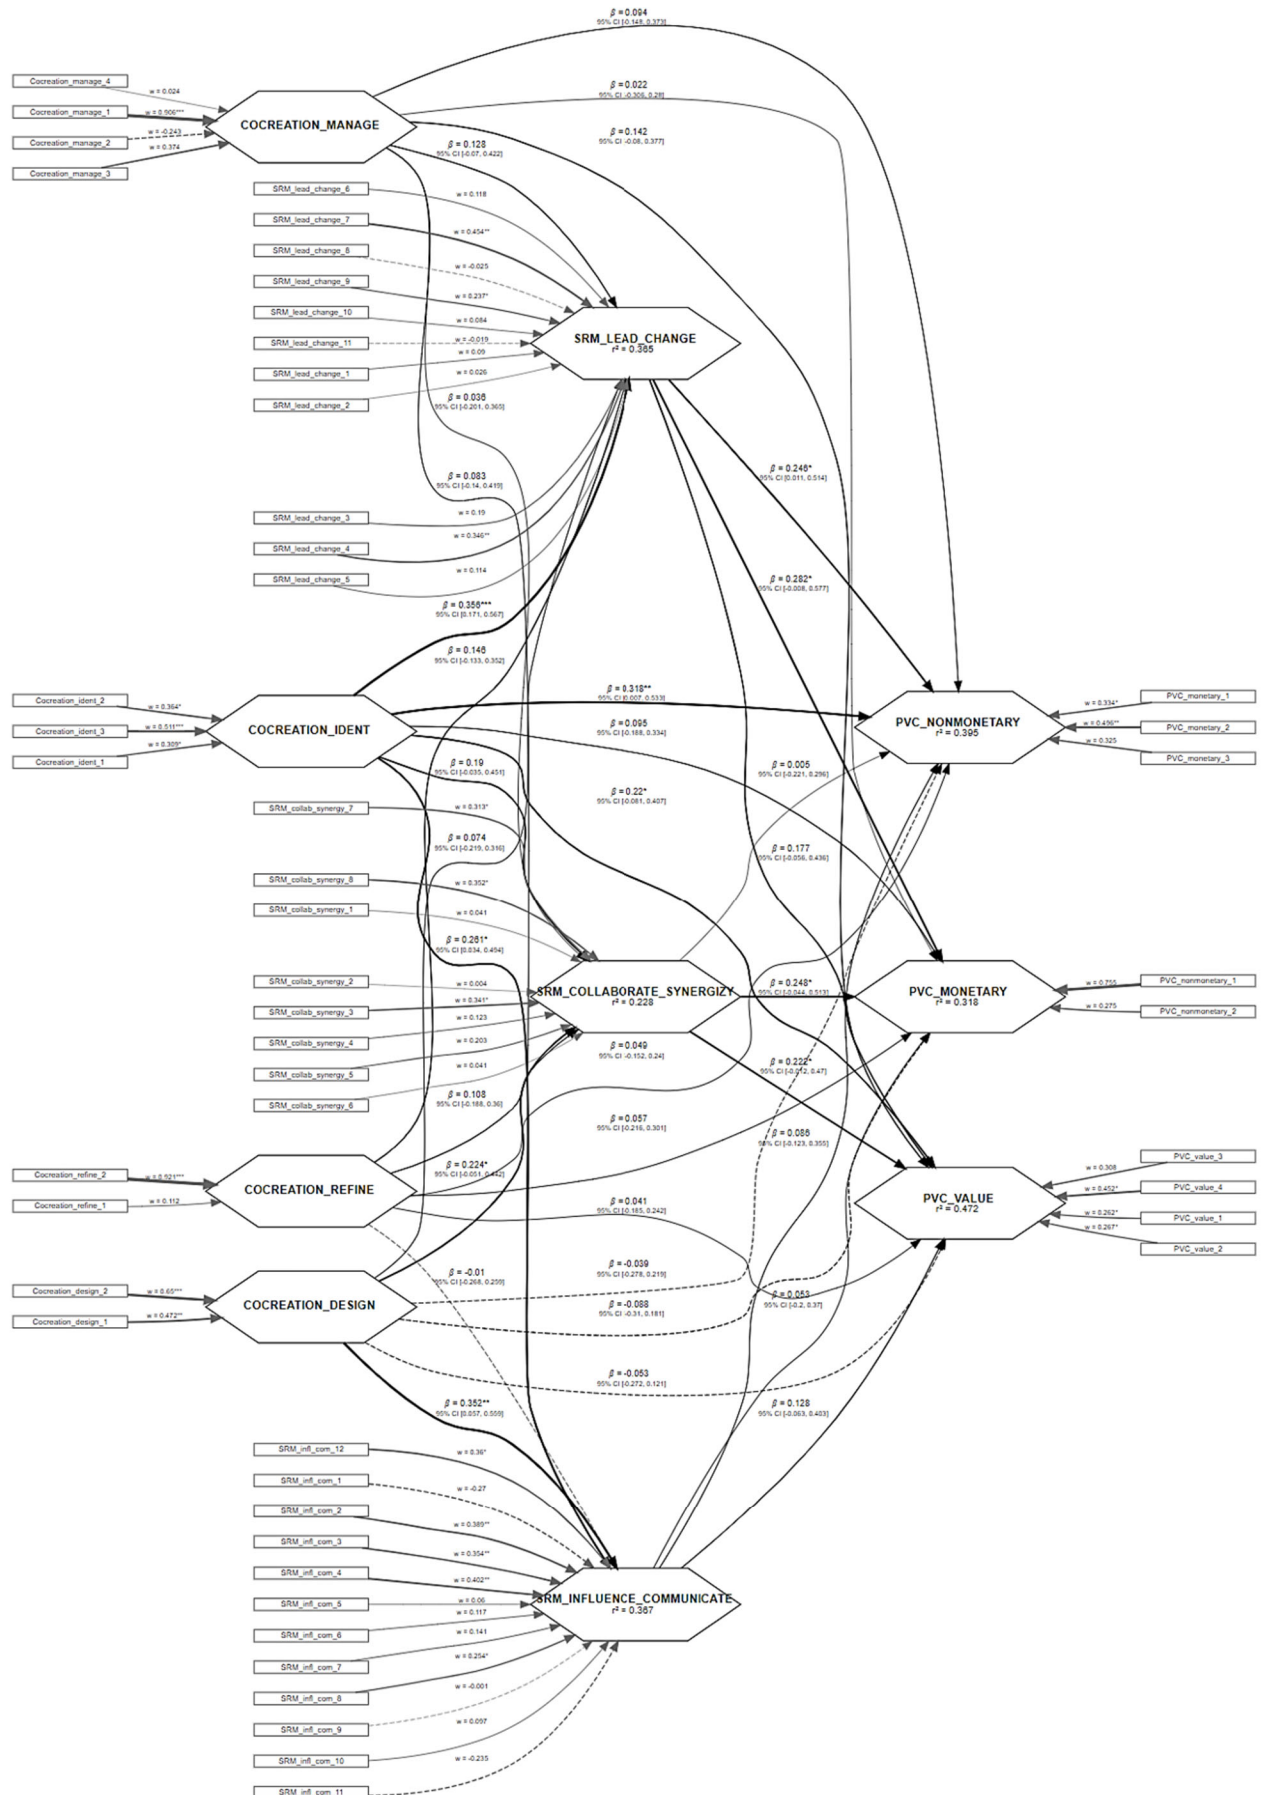 β = 0.094
95% CI [-0.148, 0.373]
Cocreation_manage_4
w = 0.024
Cocreation_manage_1
w = 0.906***
Cocreation_manage_2
w = -0.243
Cocreation_manage_3
w = 0.374
COCREATION_MANAGE
β = 0.022
95% CI [-0.306, 0.28]
β = 0.142
95% CI [-0.08, 0.377]
β = 0.128
95% CI [-0.07, 0.422]
SRM_lead_change_6
w = 0.118
SRM_lead_change_7
w = 0.454**
SRM_lead_change_8
w = -0.025
SRM_lead_change_9
w = 0.237*
SRM_lead_change_10
w = 0.084
SRM_lead_change_11
w = -0.019
SRM_lead_change_1
w = 0.09
SRM_lead_change_2
w = 0.026
SRM_LEAD_CHANGE
r² = 0.365
β = 0.036
95% CI [-0.201, 0.365]
β = 0.083
95% CI [-0.14, 0.419]
β = 0.246*
95% CI [0.011, 0.514]
SRM_lead_change_3
w = 0.19
SRM_lead_change_4
w = 0.346**
SRM_lead_change_5
w = 0.114
β = 0.282*
95% CI [-0.008, 0.577]
β = 0.356***
95% CI [0.171, 0.567]
β = 0.146
95% CI [-0.133, 0.352]
Cocreation_ident_2
w = 0.364*
Cocreation_ident_3
w = 0.511***
Cocreation_ident_1
w = 0.309*
COCREATION_IDENT
β = 0.318**
95% CI [0.007, 0.533]
β = 0.095
95% CI [-0.188, 0.334]
PVC_NONMONETARY
r² = 0.395
PVC_monetary_1
w = 0.334*
PVC_monetary_2
w = 0.496**
PVC_monetary_3
w = 0.325
β = 0.19
95% CI [-0.035, 0.451]
β = 0.005
95% CI [-0.221, 0.296]
β = 0.22*
95% CI [-0.081, 0.407]
SRM_collab_synergy_7
w = 0.313*
β = 0.074
95% CI [-0.219, 0.316]
β = 0.177
95% CI [-0.056, 0.436]
SRM_collab_synergy_8
w = 0.352*
SRM_collab_synergy_1
w = 0.041
β = 0.261*
95% CI [0.034, 0.494]
SRM_collab_synergy_2
w = 0.004
SRM_collab_synergy_3
w = 0.341*
SRM_collab_synergy_4
w = 0.123
SRM_collab_synergy_5
w = 0.203
SRM_collab_synergy_6
w = 0.041
SRM_COLLABORATE_SYNERGIZY
r² = 0.228
β = 0.248*
95% CI [-0.044, 0.513]
PVC_MONETARY
r² = 0.318
PVC_nonmonetary_1
w = 0.755
PVC_nonmonetary_2
w = 0.275
β = 0.049
95% CI [-0.152, 0.24]
β = 0.222*
95% CI [-0.012, 0.47]
β = 0.108
95% CI [-0.188, 0.36]
β = 0.057
95% CI [-0.216, 0.301]
β = 0.086
95% CI [-0.123, 0.355]
Cocreation_refine_2
w = 0.921***
Cocreation_refine_1
w = 0.112
COCREATION_REFINE
β = 0.224*
β = 0.041
95% CI [-0.185, 0.242]
PVC_VALUE
r² = 0.472
PVC_value_3
w = 0.308
PVC_value_4
w = 0.452*
PVC_value_1
w = 0.262*
PVC_value_2
w = 0.267*
Cocreation_design_2
w = 0.65***
Cocreation_design_1
w = 0.472**
COCREATION_DESIGN
β = -0.01
95% CI [-0.268, 0.259]
β = -0.039
95% CI [-0.278, 0.219]
β = -0.088
95% CI [-0.31, 0.181]
β = 0.053
95% CI [-0.2, 0.37]
β = -0.053
95% CI [-0.272, 0.121]
β = 0.352**
95% CI [0.057, 0.559]
β = 0.128
95% CI [-0.063, 0.403]
SRM_infl_com_12
w = 0.36*
SRM_infl_com_1
w = -0.27
SRM_infl_com_2
w = 0.389**
SRM_infl_com_3
w = 0.354**
SRM_infl_com_4
w = 0.402**
SRM_infl_com_5
w = 0.06
SRM_infl_com_6
w = 0.117
SRM_infl_com_7
w = 0.141
SRM_infl_com_8
w = 0.254*
SRM_infl_com_9
w = -0.001
SRM_infl_com_10
w = 0.097
SRM_infl_com_11
w = -0.235
SRM_INFLUENCE_COMMUNICATE
r² = 0.367